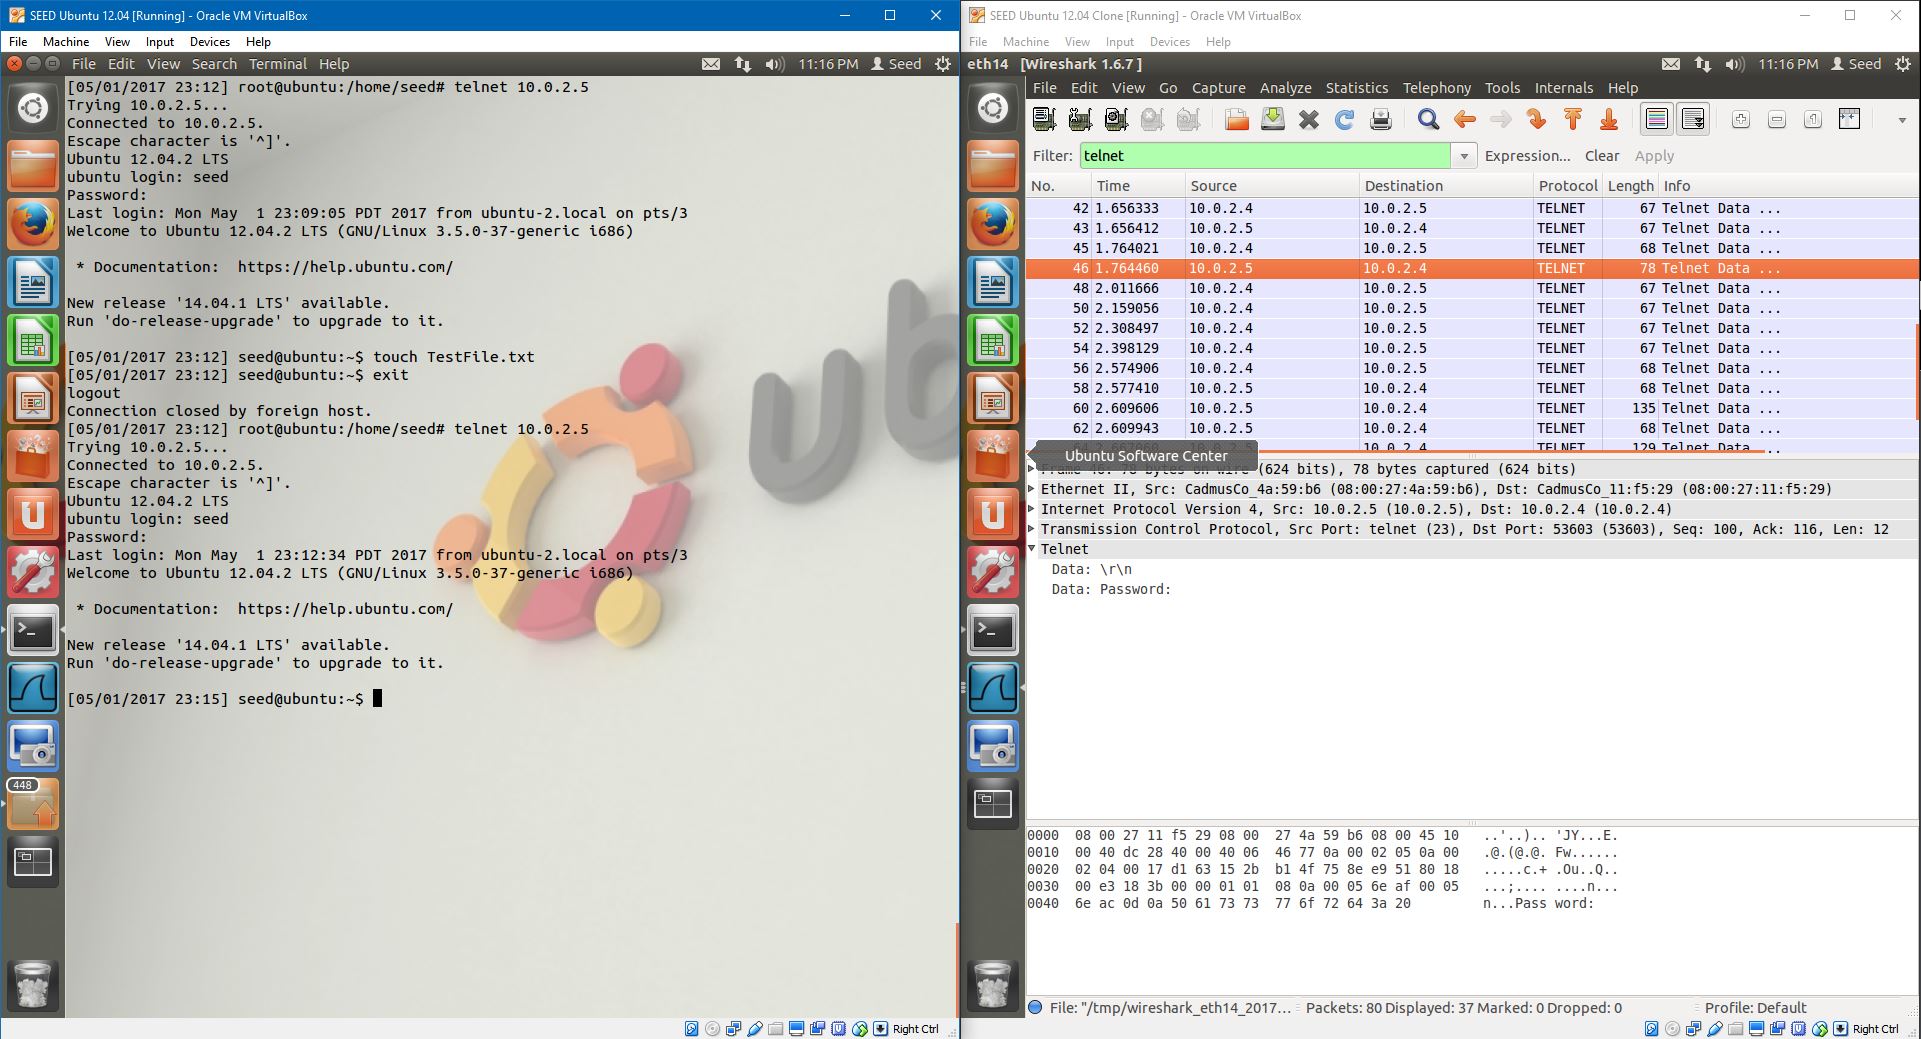 SEED Ubuntu 12.04 [Running] - Oracle VM VirtualBox
File Machine View Input Devices Help
File Edit View Search Terminal Help 11:16 PM Seed
[05/01/2017 23:12] root@ubuntu:/home/seed# telnet 10.0.2.5
Trying 10.0.2.5...
Connected to 10.0.2.5.
Escape character is '^]'.
Ubuntu 12.04.2 LTS
ubuntu login: seed
Password:
Last login: Mon May  1 23:09:05 PDT 2017 from ubuntu-2.local on pts/3
Welcome to Ubuntu 12.04.2 LTS (GNU/Linux 3.5.0-37-generic i686)
* Documentation:  https://help.ubuntu.com/
New release '14.04.1 LTS' available.
Run 'do-release-upgrade' to upgrade to it.
[05/01/2017 23:12] seed@ubuntu:~$ touch TestFile.txt
[05/01/2017 23:12] seed@ubuntu:~$ exit
logout
Connection closed by foreign host.
[05/01/2017 23:12] root@ubuntu:/home/seed# telnet 10.0.2.5
Trying 10.0.2.5...
Connected to 10.0.2.5.
Escape character is '^]'.
Ubuntu 12.04.2 LTS
ubuntu login: seed
Password:
Last login: Mon May  1 23:12:34 PDT 2017 from ubuntu-2.local on pts/3
Welcome to Ubuntu 12.04.2 LTS (GNU/Linux 3.5.0-37-generic i686)
* Documentation:  https://help.ubuntu.com/
New release '14.04.1 LTS' available.
Run 'do-release-upgrade' to upgrade to it.
[05/01/2017 23:15] seed@ubuntu:~$
ub
448
Right Ctrl
SEED Ubuntu 12.04 Clone [Running] - Oracle VM VirtualBox
File Machine View Input Devices Help
eth14 [Wireshark 1.6.7 ] 11:16 PM Seed
File Edit View Go Capture Analyze Statistics Telephony Tools Internals Help
Filter: telnet Expression... Clear Apply
No. Time Source Destination Protocol Length Info
42 1.656333 10.0.2.4 10.0.2.5 TELNET 67 Telnet Data ...
43 1.656412 10.0.2.5 10.0.2.4 TELNET 67 Telnet Data ...
45 1.764021 10.0.2.4 10.0.2.5 TELNET 68 Telnet Data ...
46 1.764460 10.0.2.5 10.0.2.4 TELNET 78 Telnet Data ...
48 2.011666 10.0.2.4 10.0.2.5 TELNET 67 Telnet Data ...
50 2.159056 10.0.2.4 10.0.2.5 TELNET 67 Telnet Data ...
52 2.308497 10.0.2.4 10.0.2.5 TELNET 67 Telnet Data ...
54 2.398129 10.0.2.4 10.0.2.5 TELNET 67 Telnet Data ...
56 2.574906 10.0.2.4 10.0.2.5 TELNET 68 Telnet Data ...
58 2.577410 10.0.2.5 10.0.2.4 TELNET 68 Telnet Data ...
60 2.609606 10.0.2.5 10.0.2.4 TELNET 135 Telnet Data ...
62 2.609943 10.0.2.5 10.0.2.4 TELNET 68 Telnet Data ...
10.0.2.4 TELNET 129 Telnet Data ...
Ubuntu Software Center
Frame 46: 78 bytes on wire (624 bits), 78 bytes captured (624 bits)
Ethernet II, Src: CadmusCo_4a:59:b6 (08:00:27:4a:59:b6), Dst: CadmusCo_11:f5:29 (08:00:27:11:f5:29)
Internet Protocol Version 4, Src: 10.0.2.5 (10.0.2.5), Dst: 10.0.2.4 (10.0.2.4)
Transmission Control Protocol, Src Port: telnet (23), Dst Port: 53603 (53603), Seq: 100, Ack: 116, Len: 12
Telnet
Data: \r\n
Data: Password:
0000  08 00 27 11 f5 29 08 00  27 4a 59 b6 08 00 45 10   ..'..).. 'JY...E.
0010  00 40 dc 28 40 00 40 06  46 77 0a 00 02 05 0a 00   .@.(@.@. Fw......
0020  02 04 00 17 d1 63 15 2b  b1 4f 75 8e e9 51 80 18   .....c.+ .Ou..Q..
0030  00 e3 18 3b 00 00 01 01  08 0a 00 05 6e af 00 05   ...;.... ....n...
0040  6e ac 0d 0a 50 61 73 73  77 6f 72 64 3a 20   n...Pass word:
File: "/tmp/wireshark_eth14_2017... Packets: 80 Displayed: 37 Marked: 0 Dropped: 0 Profile: Default
Right Ctrl